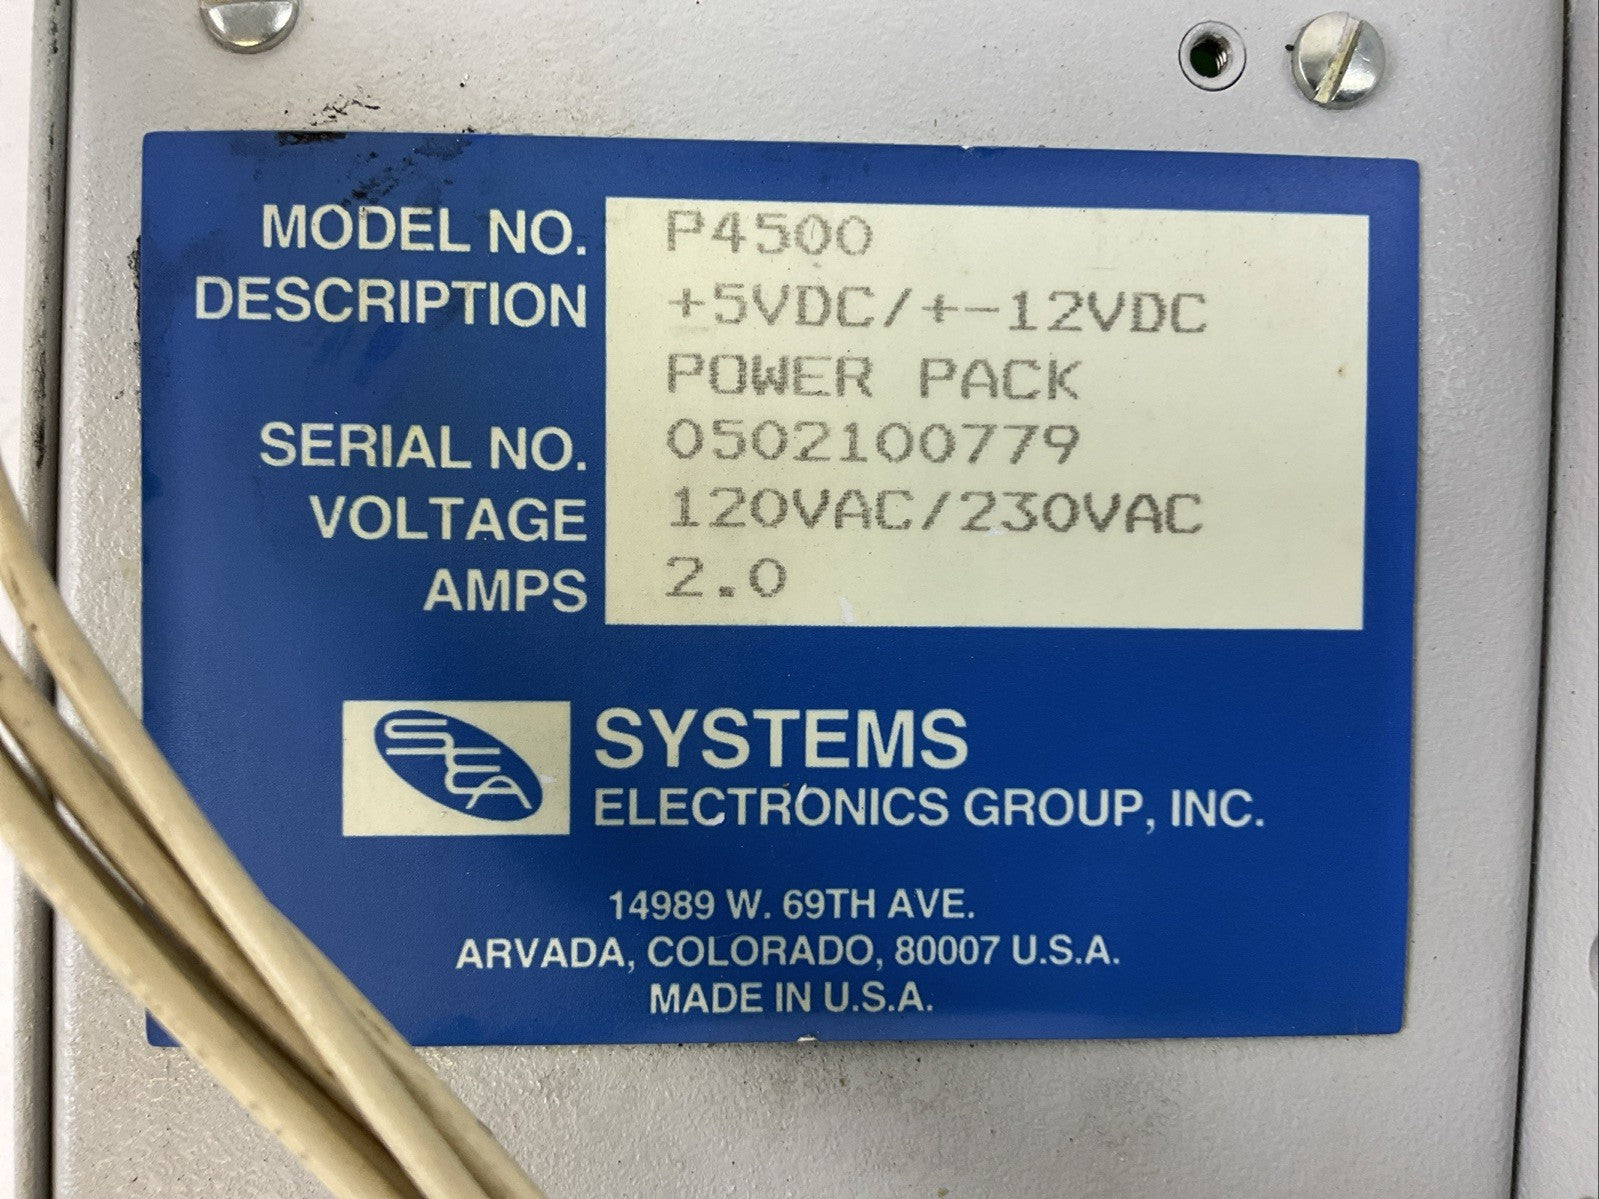 MODEL NO. P4500
DESCRIPTION +5VDC/+-12VDC
POWER PACK
SERIAL NO. 0502100779
VOLTAGE 120VAC/230VAC
AMPS 2.0
SEGA SYSTEMS
ELECTRONICS GROUP, INC.
14989 W. 69TH AVE.
ARVADA, COLORADO, 80007 U.S.A.
MADE IN U.S.A.